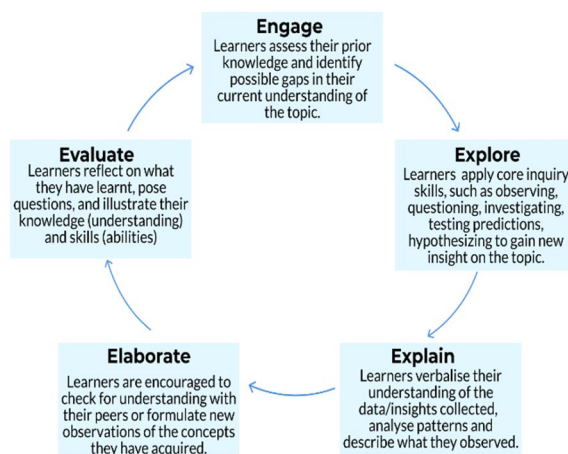 Engage
Learners assess their prior
knowledge and identify
possible gaps in their
current understanding of
the topic.
Explore
Learners apply core inquiry
skills, such as observing,
questioning, investigating,
testing predictions,
hypothesizing to gain new
insight on the topic.
Explain
Learners verbalise their
understanding of the
data/insights collected,
analyse patterns and
describe what they observed.
Elaborate
Learners are encouraged to
check for understanding with
their peers or formulate new
observations of the concepts
they have acquired.
Evaluate
Learners reflect on what
they have learnt, pose
questions, and illustrate their
knowledge (understanding)
and skills (abilities)